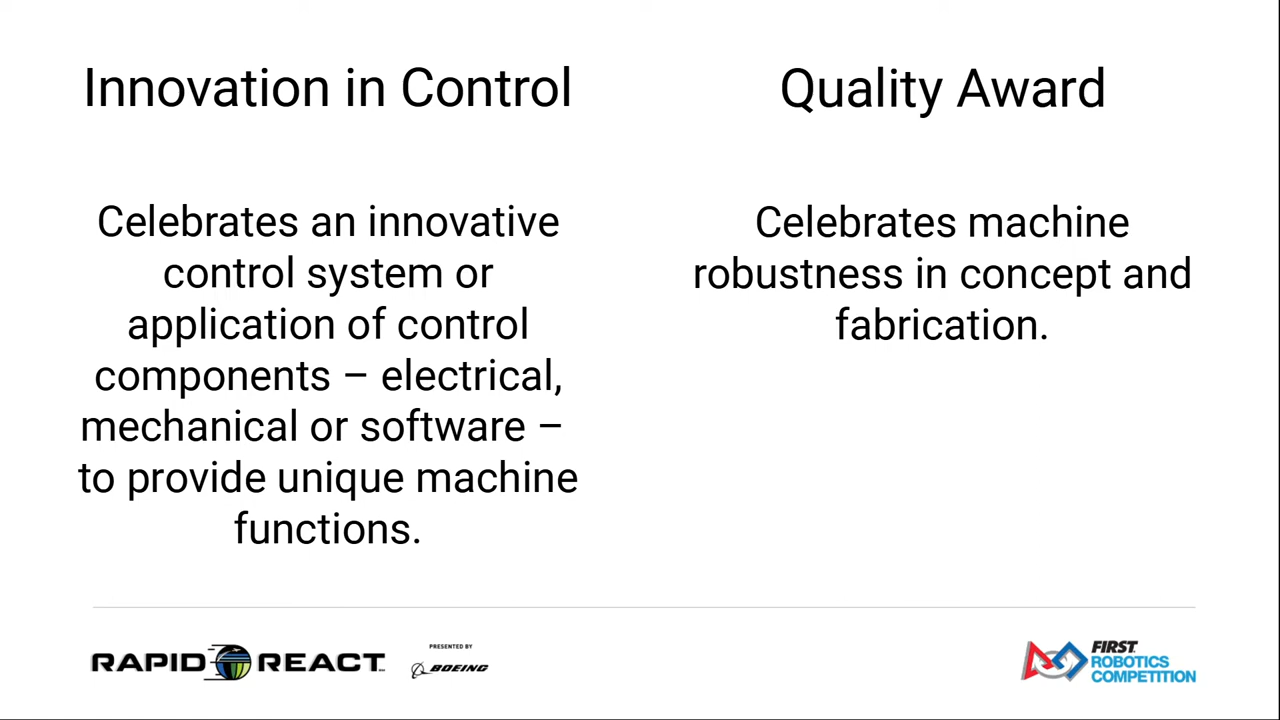 Innovation in Control
Celebrates an innovative
control system or
application of control
components – electrical,
mechanical or software –
to provide unique machine
functions.
Quality Award
Celebrates machine
robustness in concept and
fabrication.
RAPID REACT
PRESENTED BY
BOEING
FIRST
ROBOTICS
COMPETITION